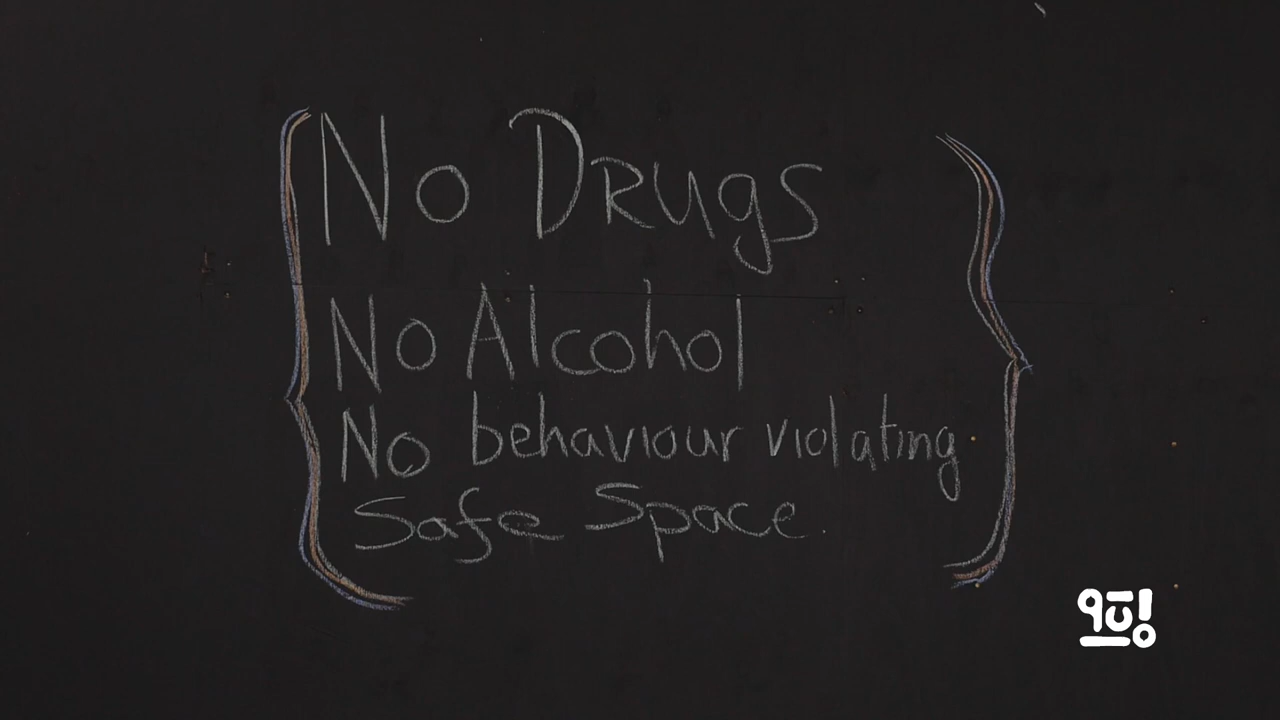 No Drugs
No Alcohol
No behaviour violating
Safe Space.